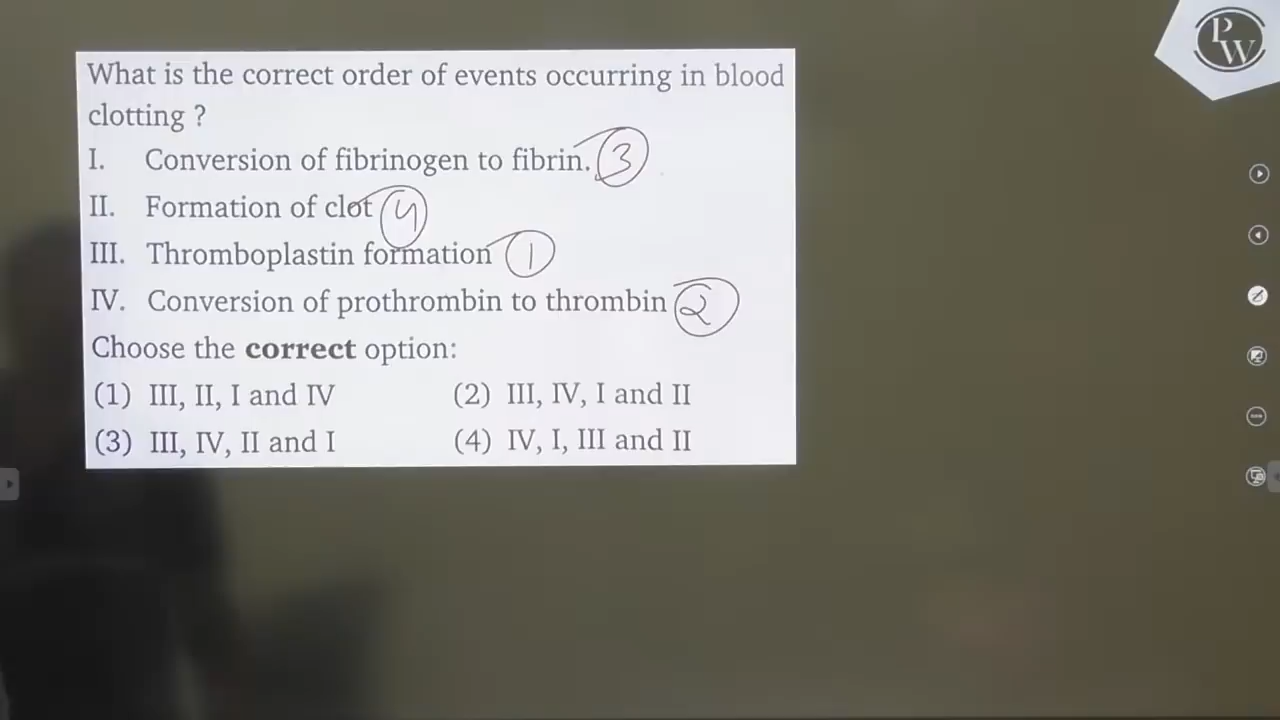 PW
What is the correct order of events occurring in blood
clotting ?
I. Conversion of fibrinogen to fibrin. 3
II. Formation of clot 4
III. Thromboplastin formation 1
IV. Conversion of prothrombin to thrombin 2
Choose the correct option:
(1) III, II, I and IV (2) III, IV, I and II
(3) III, IV, II and I (4) IV, I, III and II